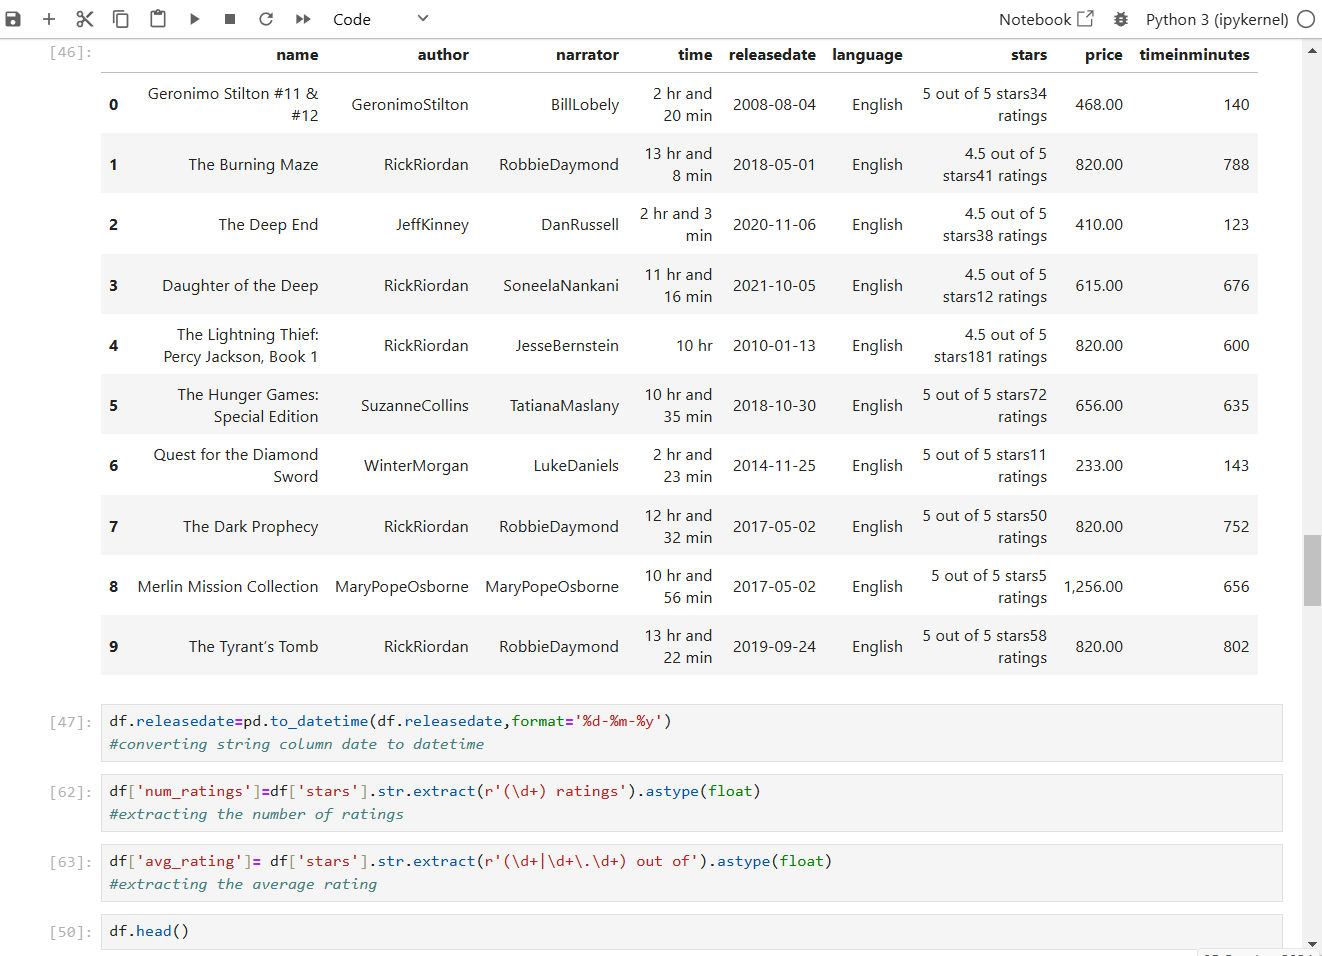 Code
Notebook
Python 3 (ipykernel)
[46]:
name author narrator time releasedate language stars price timeinminutes
0 Geronimo Stilton #11 & #12 GeronimoStilton BillLobely 2 hr and 20 min 2008-08-04 English 5 out of 5 stars34 ratings 468.00 140
1 The Burning Maze RickRiordan RobbieDaymond 13 hr and 8 min 2018-05-01 English 4.5 out of 5 stars41 ratings 820.00 788
2 The Deep End JeffKinney DanRussell 2 hr and 3 min 2020-11-06 English 4.5 out of 5 stars38 ratings 410.00 123
3 Daughter of the Deep RickRiordan SoneelaNankani 11 hr and 16 min 2021-10-05 English 4.5 out of 5 stars12 ratings 615.00 676
4 The Lightning Thief: Percy Jackson, Book 1 RickRiordan JesseBernstein 10 hr 2010-01-13 English 4.5 out of 5 stars181 ratings 820.00 600
5 The Hunger Games: Special Edition SuzanneCollins TatianaMaslany 10 hr and 35 min 2018-10-30 English 5 out of 5 stars72 ratings 656.00 635
6 Quest for the Diamond Sword WinterMorgan LukeDaniels 2 hr and 23 min 2014-11-25 English 5 out of 5 stars11 ratings 233.00 143
7 The Dark Prophecy RickRiordan RobbieDaymond 12 hr and 32 min 2017-05-02 English 5 out of 5 stars50 ratings 820.00 752
8 Merlin Mission Collection MaryPopeOsborne MaryPopeOsborne 10 hr and 56 min 2017-05-02 English 5 out of 5 stars5 ratings 1,256.00 656
9 The Tyrant’s Tomb RickRiordan RobbieDaymond 13 hr and 22 min 2019-09-24 English 5 out of 5 stars58 ratings 820.00 802
[47]: df.releasedate=pd.to_datetime(df.releasedate,format='%d-%m-%y')
#converting string column date to datetime
[62]: df['num_ratings']=df['stars'].str.extract(r'(\d+) ratings').astype(float)
#extracting the number of ratings
[63]: df['avg_rating']= df['stars'].str.extract(r'(\d+|\d+\.\d+) out of').astype(float)
#extracting the average rating
[50]: df.head()